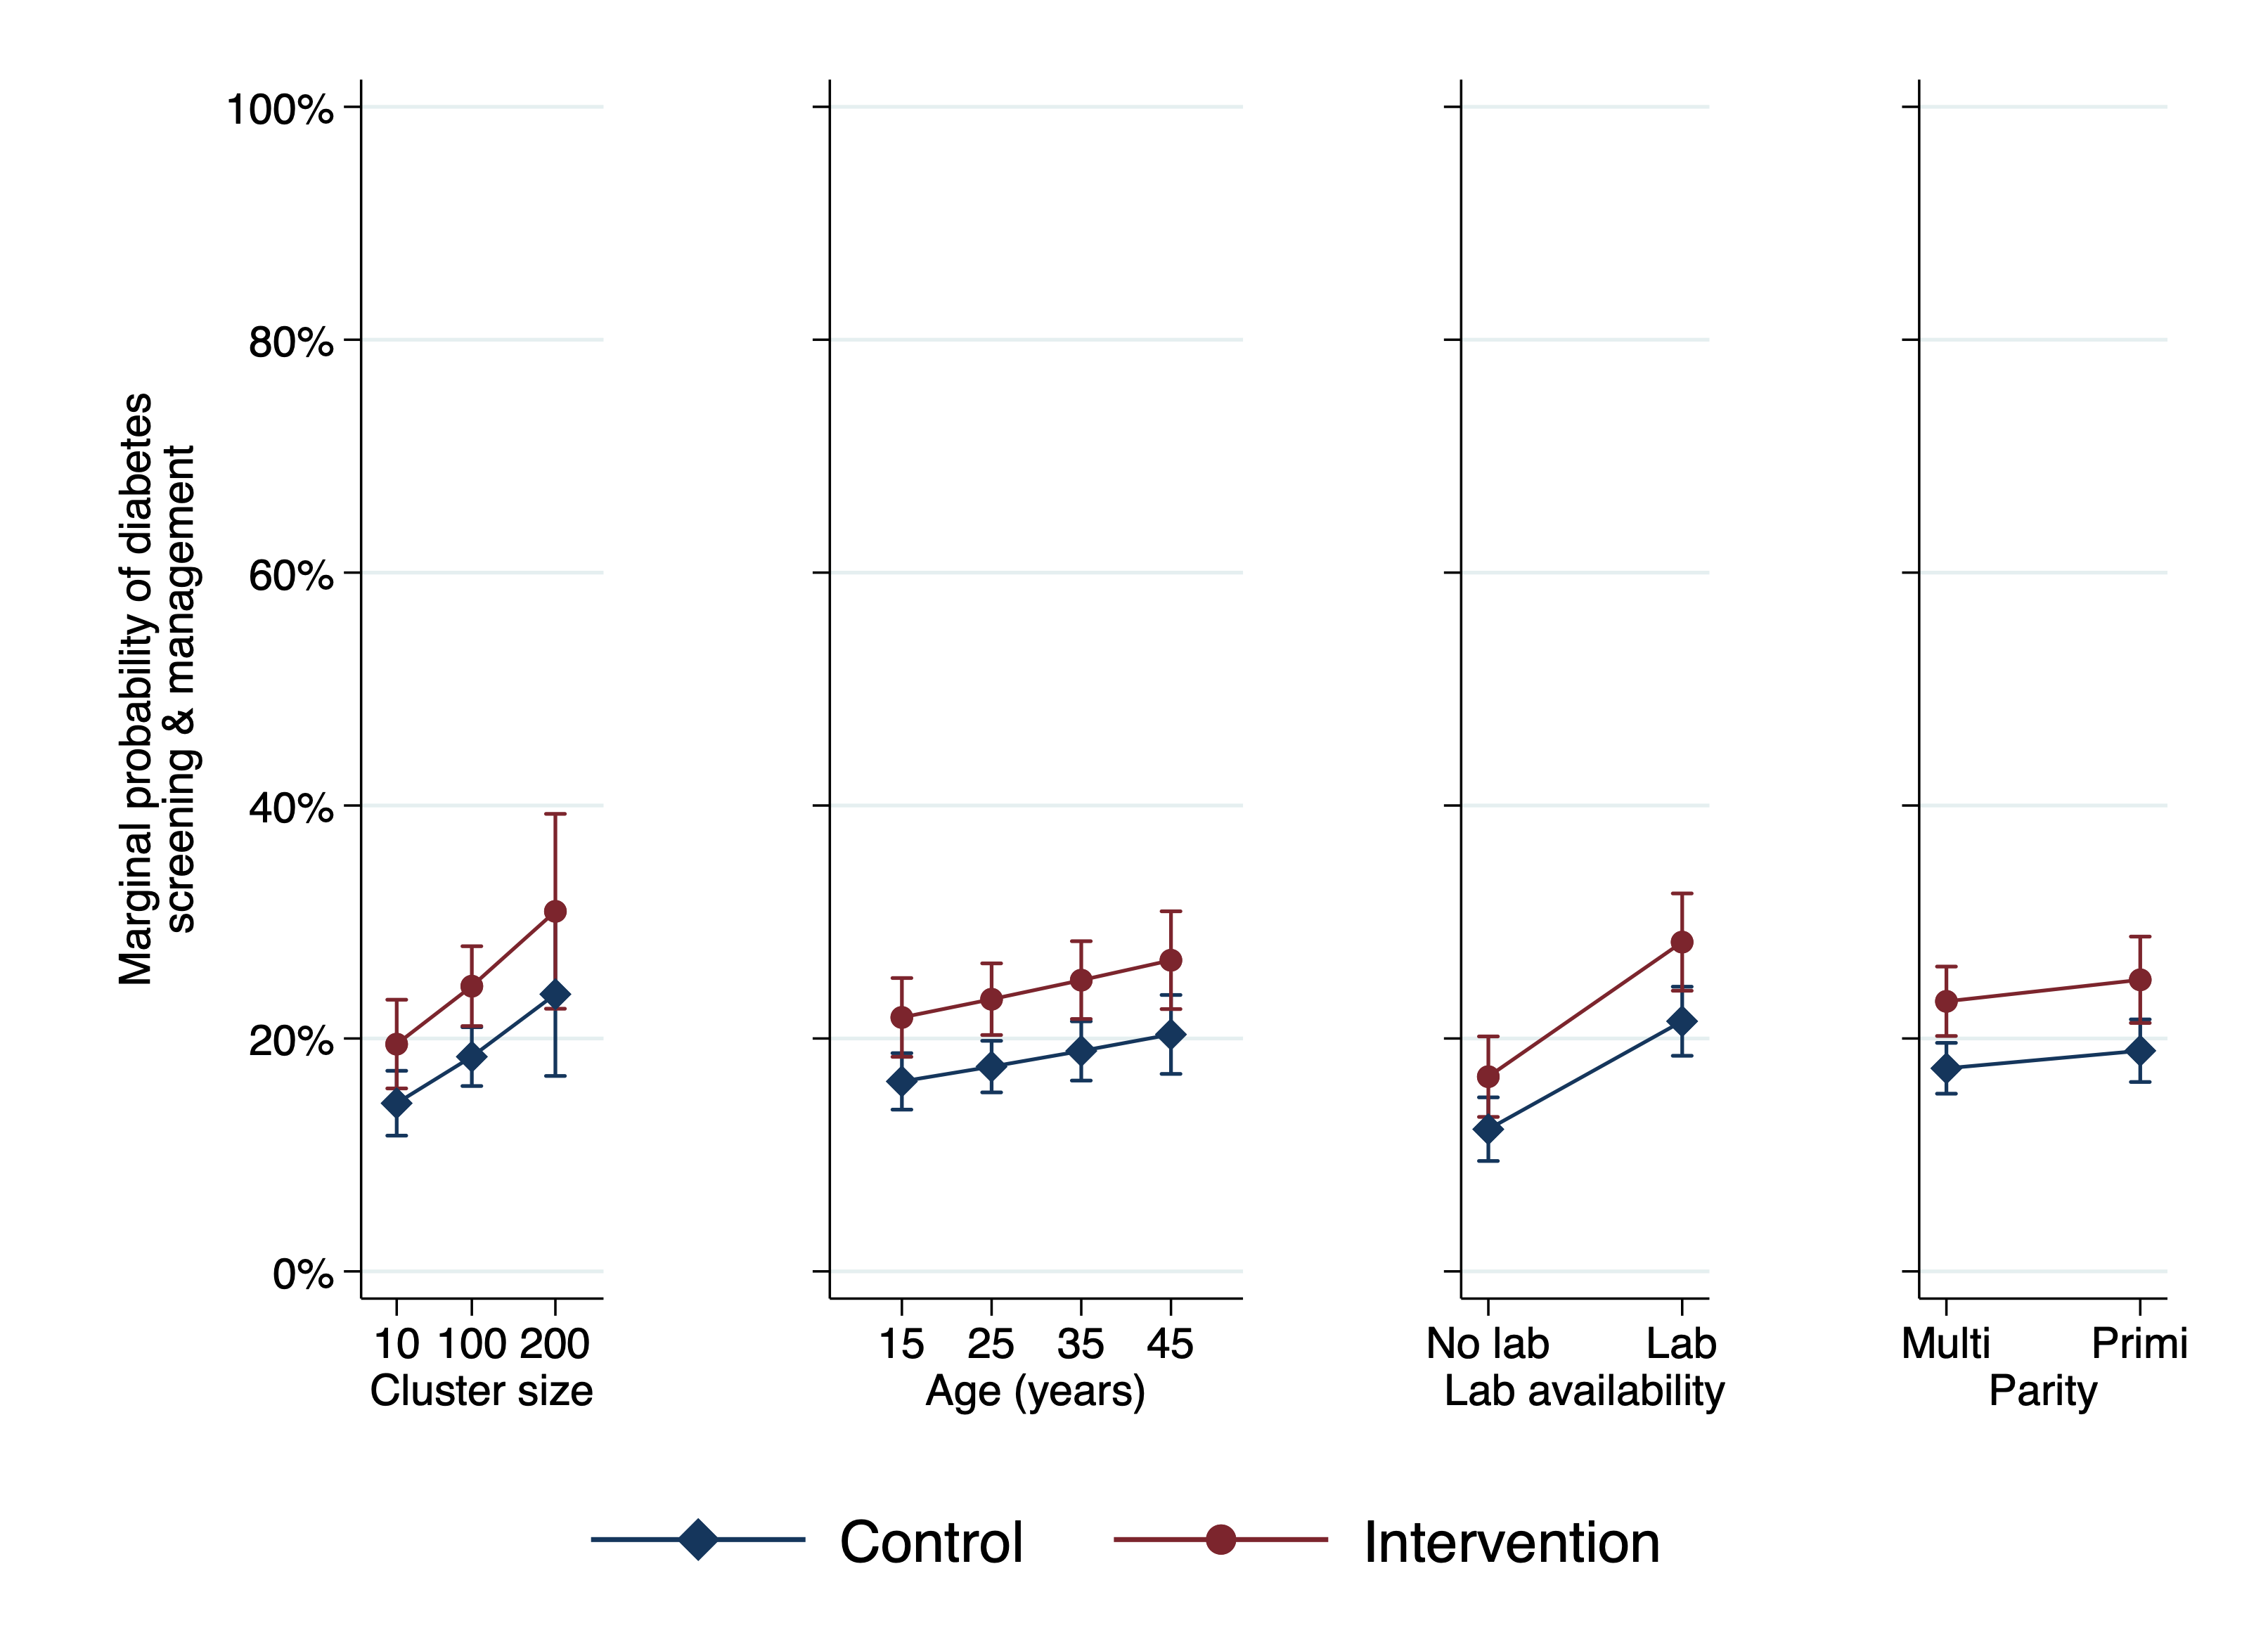 Marginal probability of diabetes
screening & management
100%
80%
60%
40%
20%
0%
10 100 200
Cluster size
15 25 35 45
Age (years)
No lab Lab
Lab availability
Multi Primi
Parity
Control Intervention